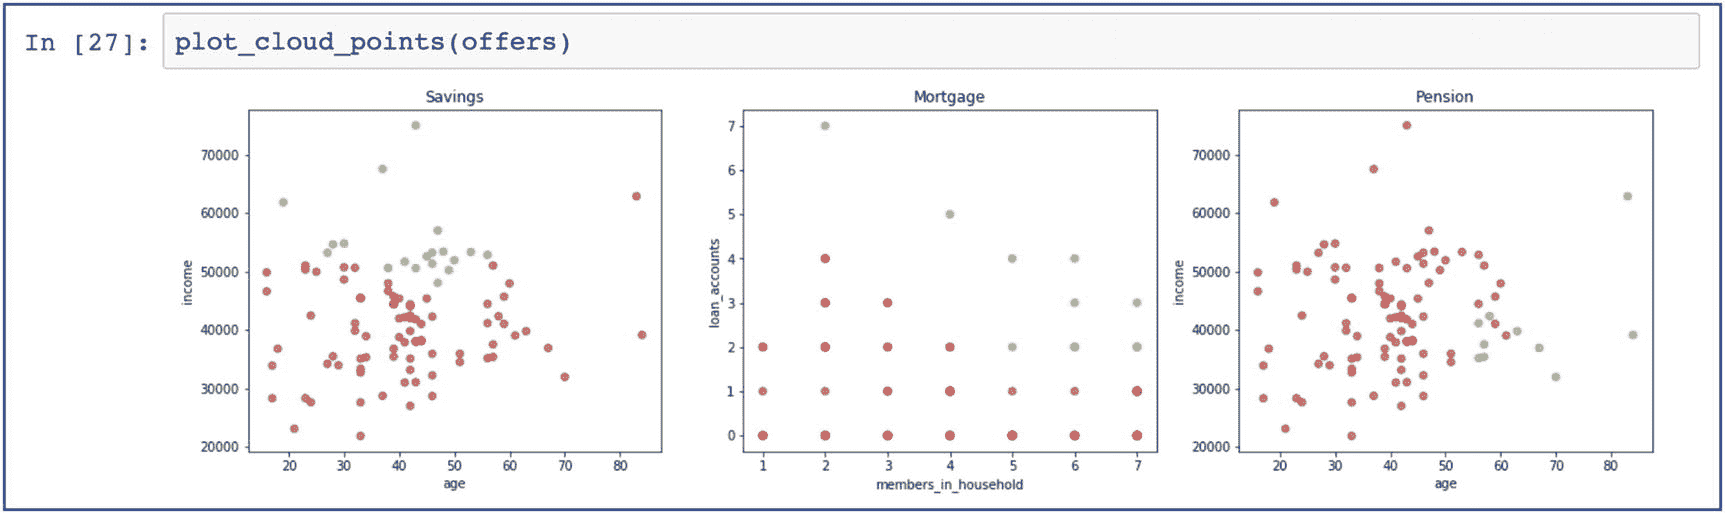 In [27]: plot_cloud_points(offers)
Savings
70000
60000
50000
40000
30000
20000
income
20 30 40 50 60 70 80
age
Mortgage
7
6
5
4
3
2
1
0
loan_accounts
1 2 3 4 5 6 7
members_in_household
Pension
70000
60000
50000
40000
30000
20000
income
20 30 40 50 60 70 80
age